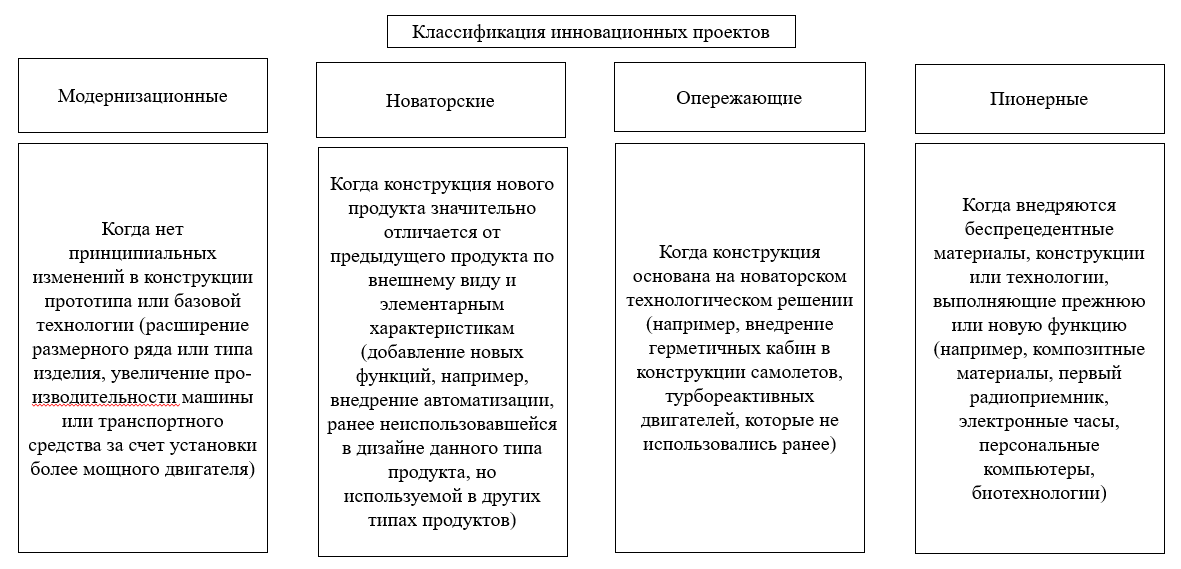 Классификация инновационных проектов
Модернизационные
Когда нет
принципиальных
изменений в конструкции
прототипа или базовой
технологии (расширение
размерного ряда или типа
изделия, увеличение про-
изводительности машины
или транспортного
средства за счет установки
более мощного двигателя)
Новаторские
Когда конструкция нового
продукта значительно
отличается от
предыдущего продукта по
внешнему виду и
элементарным
характеристикам
(добавление новых
функций, например,
внедрение автоматизации,
ранее неиспользовавшейся
в дизайне данного типа
продукта, но
используемой в других
типах продуктов)
Опережающие
Когда конструкция
основана на новаторском
технологическом решении
(например, внедрение
герметичных кабин в
конструкции самолетов,
турбореактивных
двигателей, которые не
использовались ранее)
Пионерные
Когда внедряются
беспрецедентные
материалы, конструкции
или технологии,
выполняющие прежнюю
или новую функцию
(например, композитные
материалы, первый
радиоприемник,
электронные часы,
персональные
компьютеры,
биотехнологии)